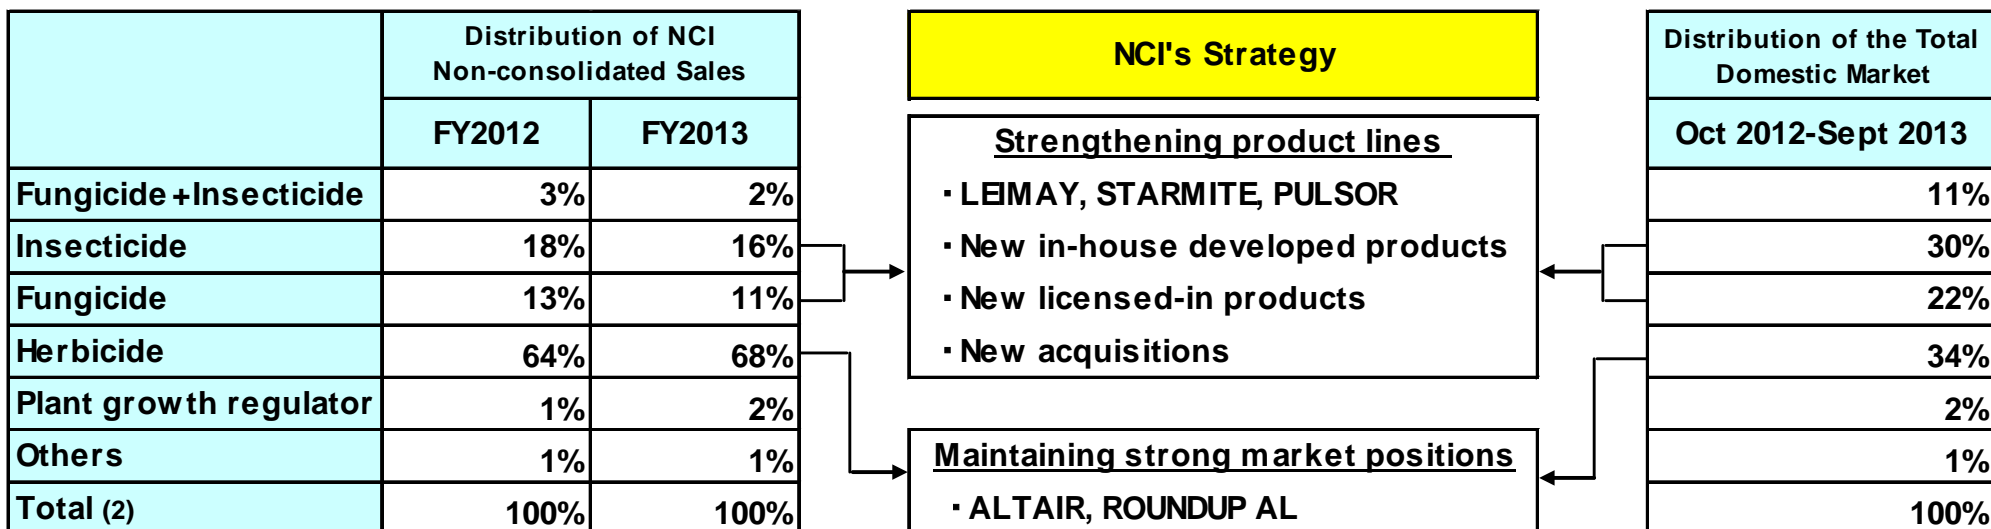 Distribution of NCI
Non-consolidated Sales
NCI's Strategy
Distribution of the Total
Domestic Market
FY2012 FY2013
Oct 2012-Sept 2013
Strengthening product lines
・LEIMAY, STARMITE, PULSOR
・New in-house developed products
・New licensed-in products
・New acquisitions
Fungicide+Insecticide 3% 2% 11%
Insecticide 18% 16% 30%
Fungicide 13% 11% 22%
Herbicide 64% 68% 34%
Plant growth regulator 1% 2% 2%
Others 1% 1% 1%
Total (2) 100% 100% 100%
Maintaining strong market positions
・ALTAIR, ROUNDUP AL